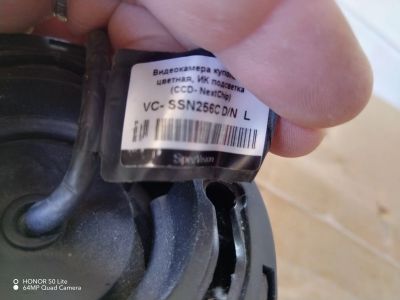 Видеокамера купольная
цветная, ИК подсветка
(CCD- NextChip)
VC- SSN256C D/N L
SpezVision
HONOR 50 Lite
64MP Quad Camera